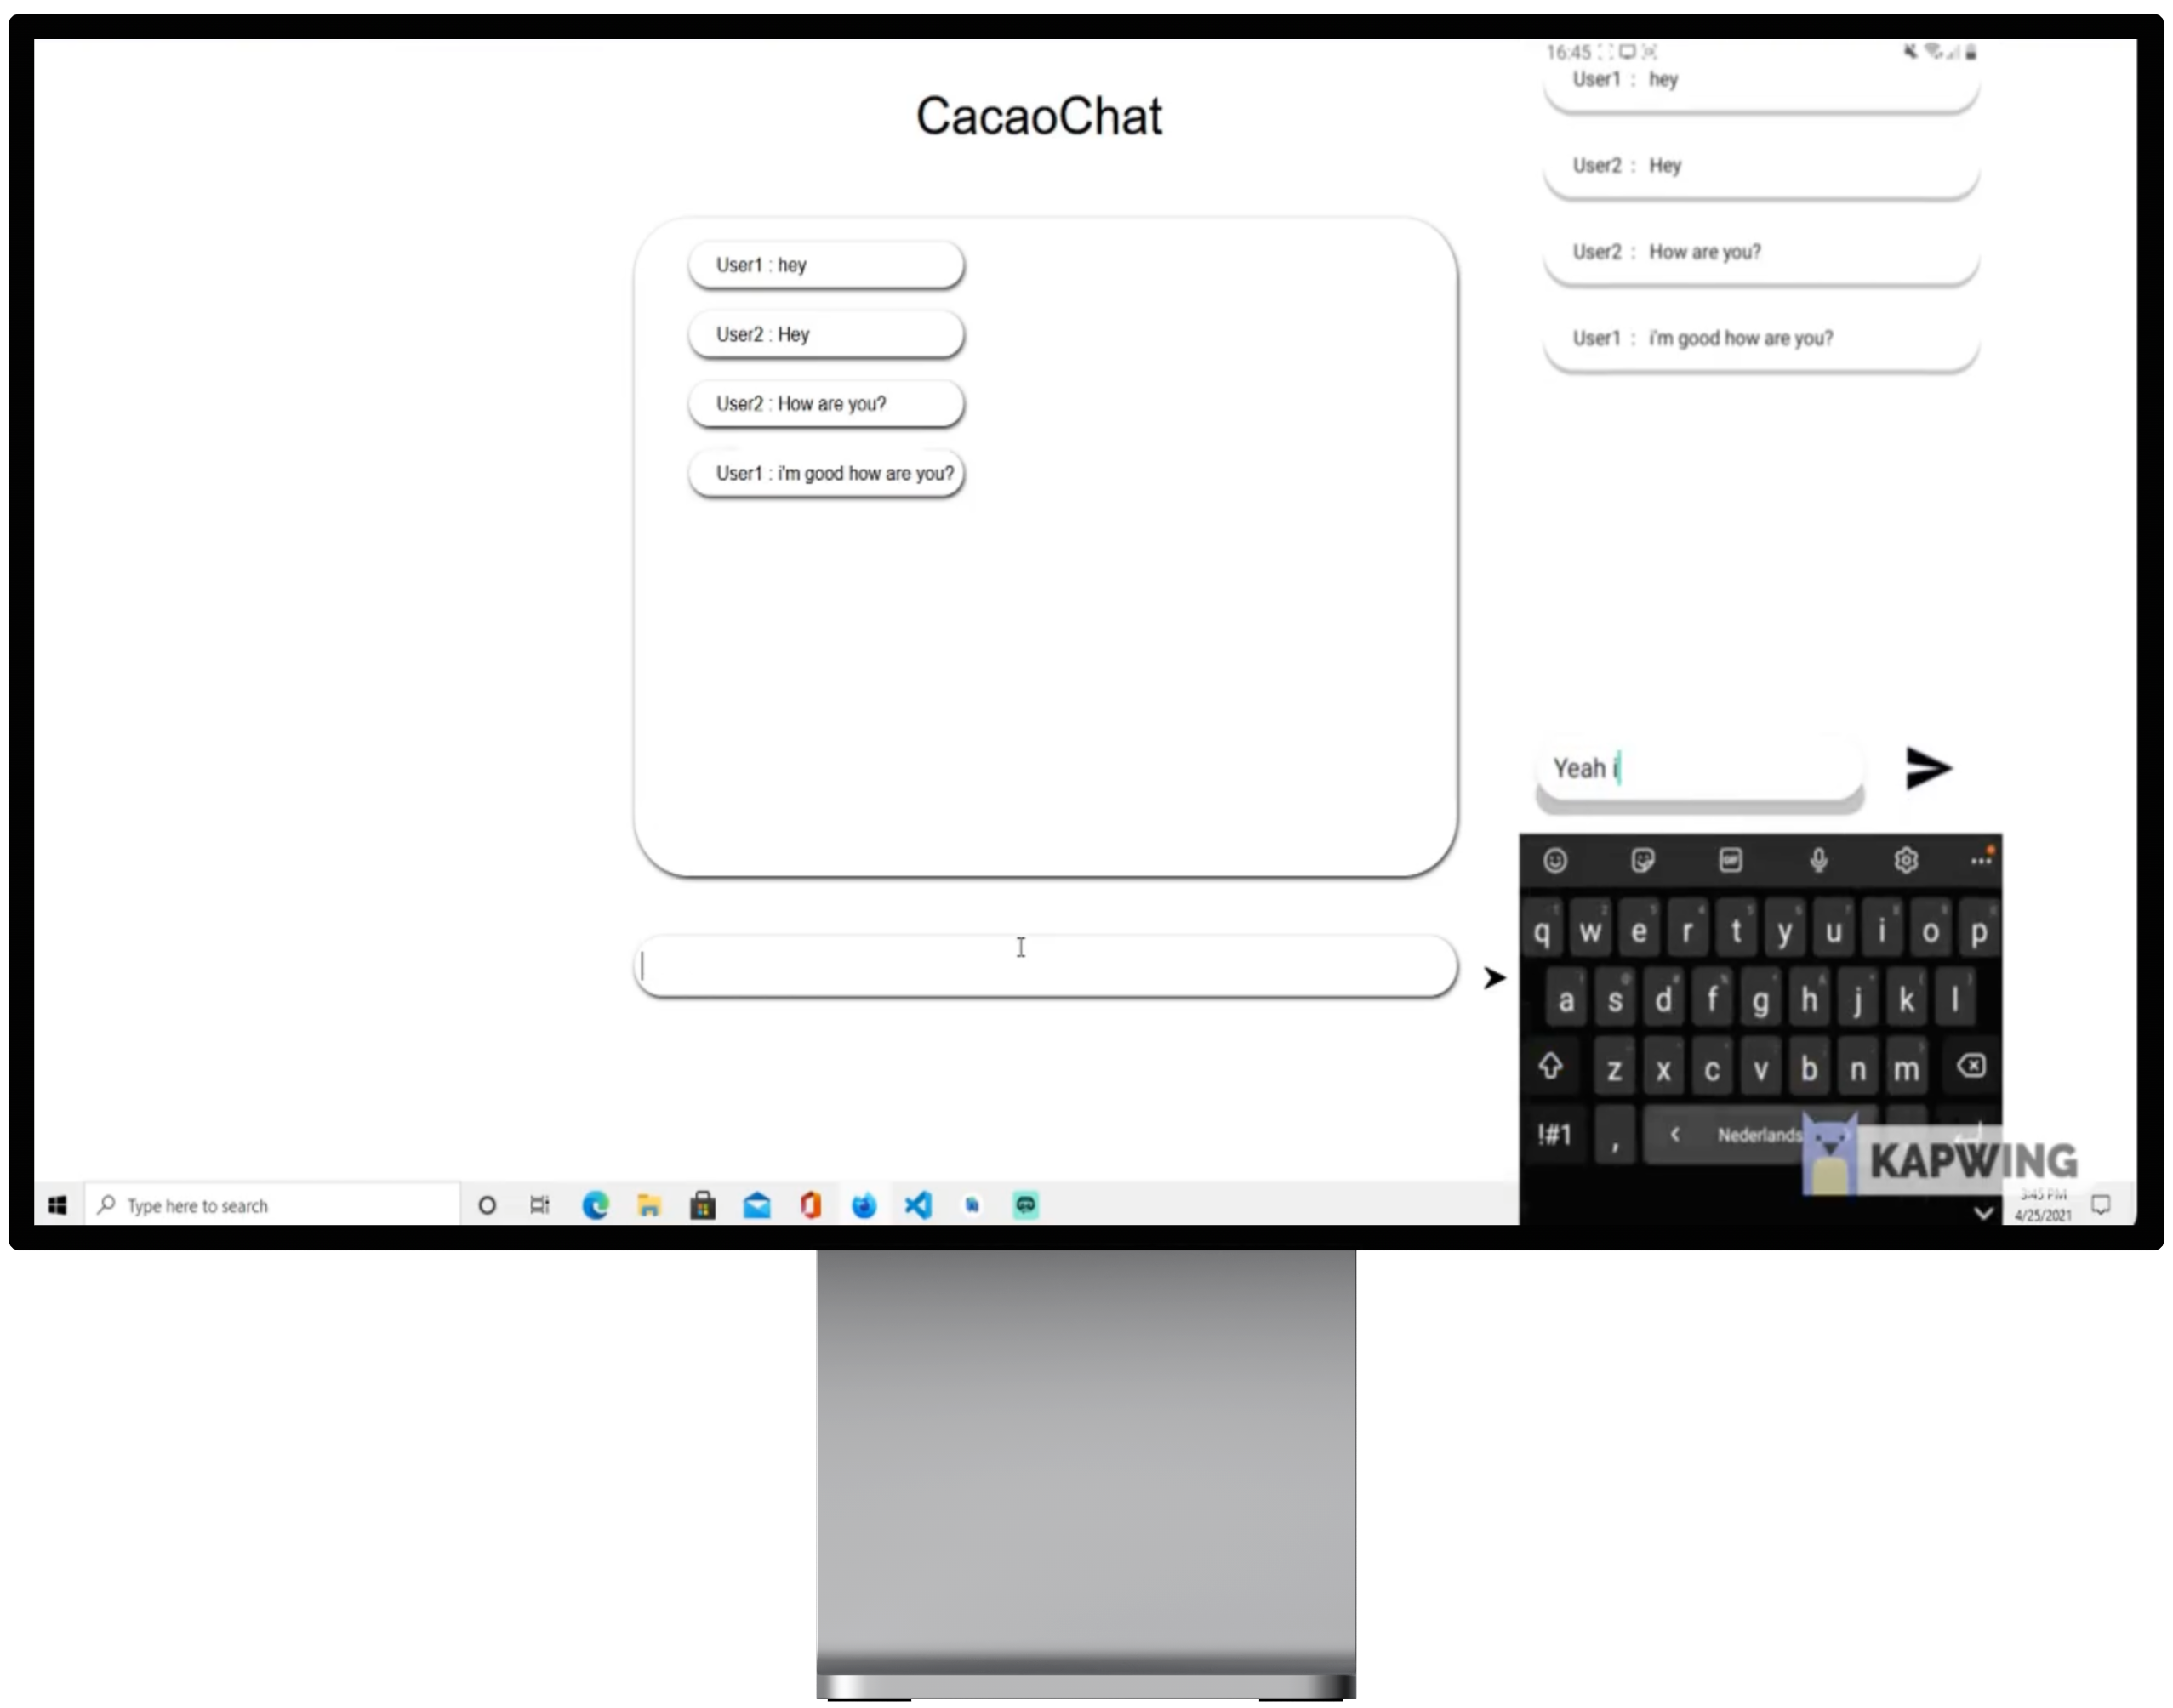 CacaoChat
User1 : hey
User2 : Hey
User2 : How are you?
User1 : i'm good how are you?
16:45
User1 : hey
User2 : Hey
User2 : How are you?
User1 : i'm good how are you?
Yeah i
GIF
q w e r t y u i o p
a s d f g h j k l
z x c v b n m
!#1 , < Nederlands
KAPWING
Type here to search
3:45 PM
4/25/2021